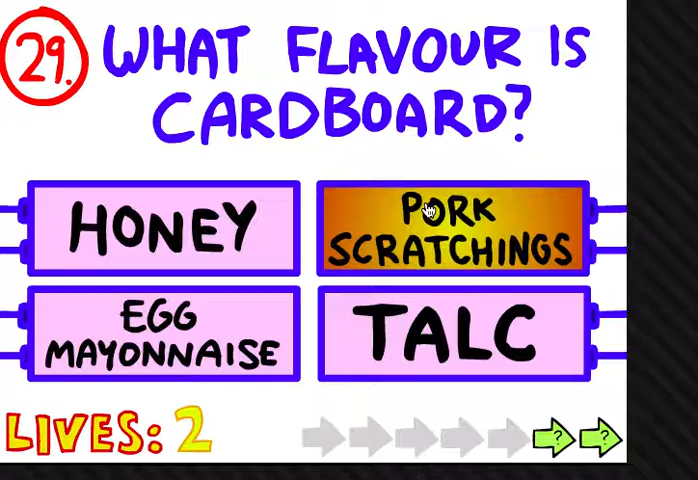 29. WHAT FLAVOUR IS
CARDBOARD?
HONEY
PORK
SCRATCHINGS
EGG
MAYONNAISE
TALC
LIVES: 2
? ?